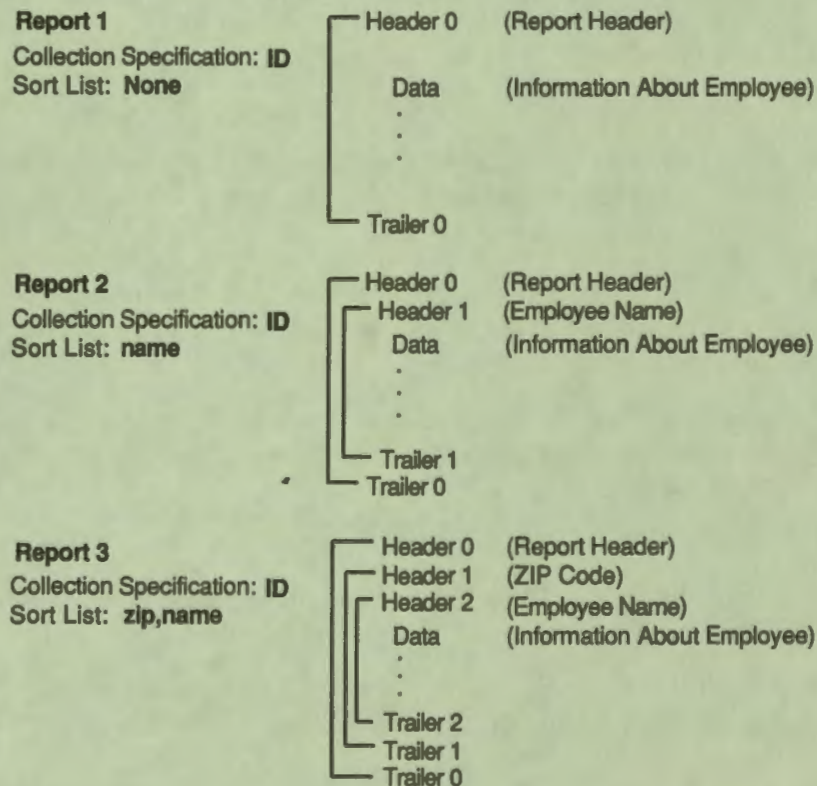 Report 1
Collection Specification: ID
Sort List: None
Header 0 (Report Header)
Data (Information About Employee)
.
.
.
Trailer 0
Report 2
Collection Specification: ID
Sort List: name
Header 0 (Report Header)
Header 1 (Employee Name)
Data (Information About Employee)
.
.
.
Trailer 1
Trailer 0
Report 3
Collection Specification: ID
Sort List: zip,name
Header 0 (Report Header)
Header 1 (ZIP Code)
Header 2 (Employee Name)
Data (Information About Employee)
.
.
.
Trailer 2
Trailer 1
Trailer 0